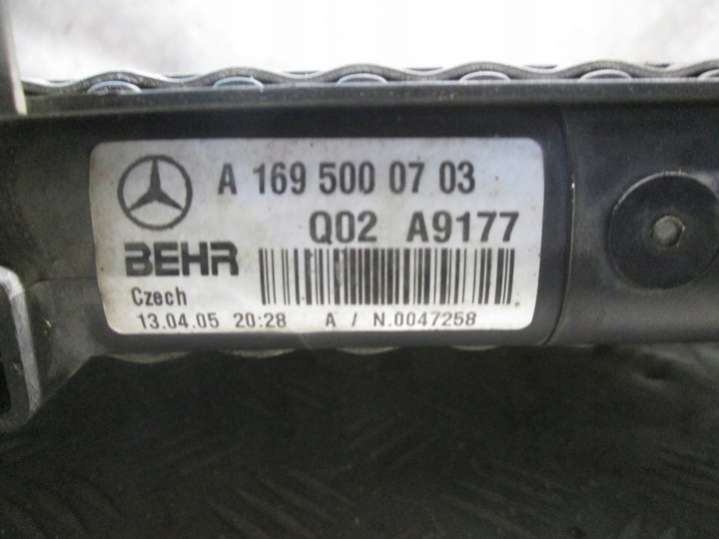 A 169 500 07 03
Q02 A9177
BEHR
Czech
13.04.05 20:28 A / N.0047258